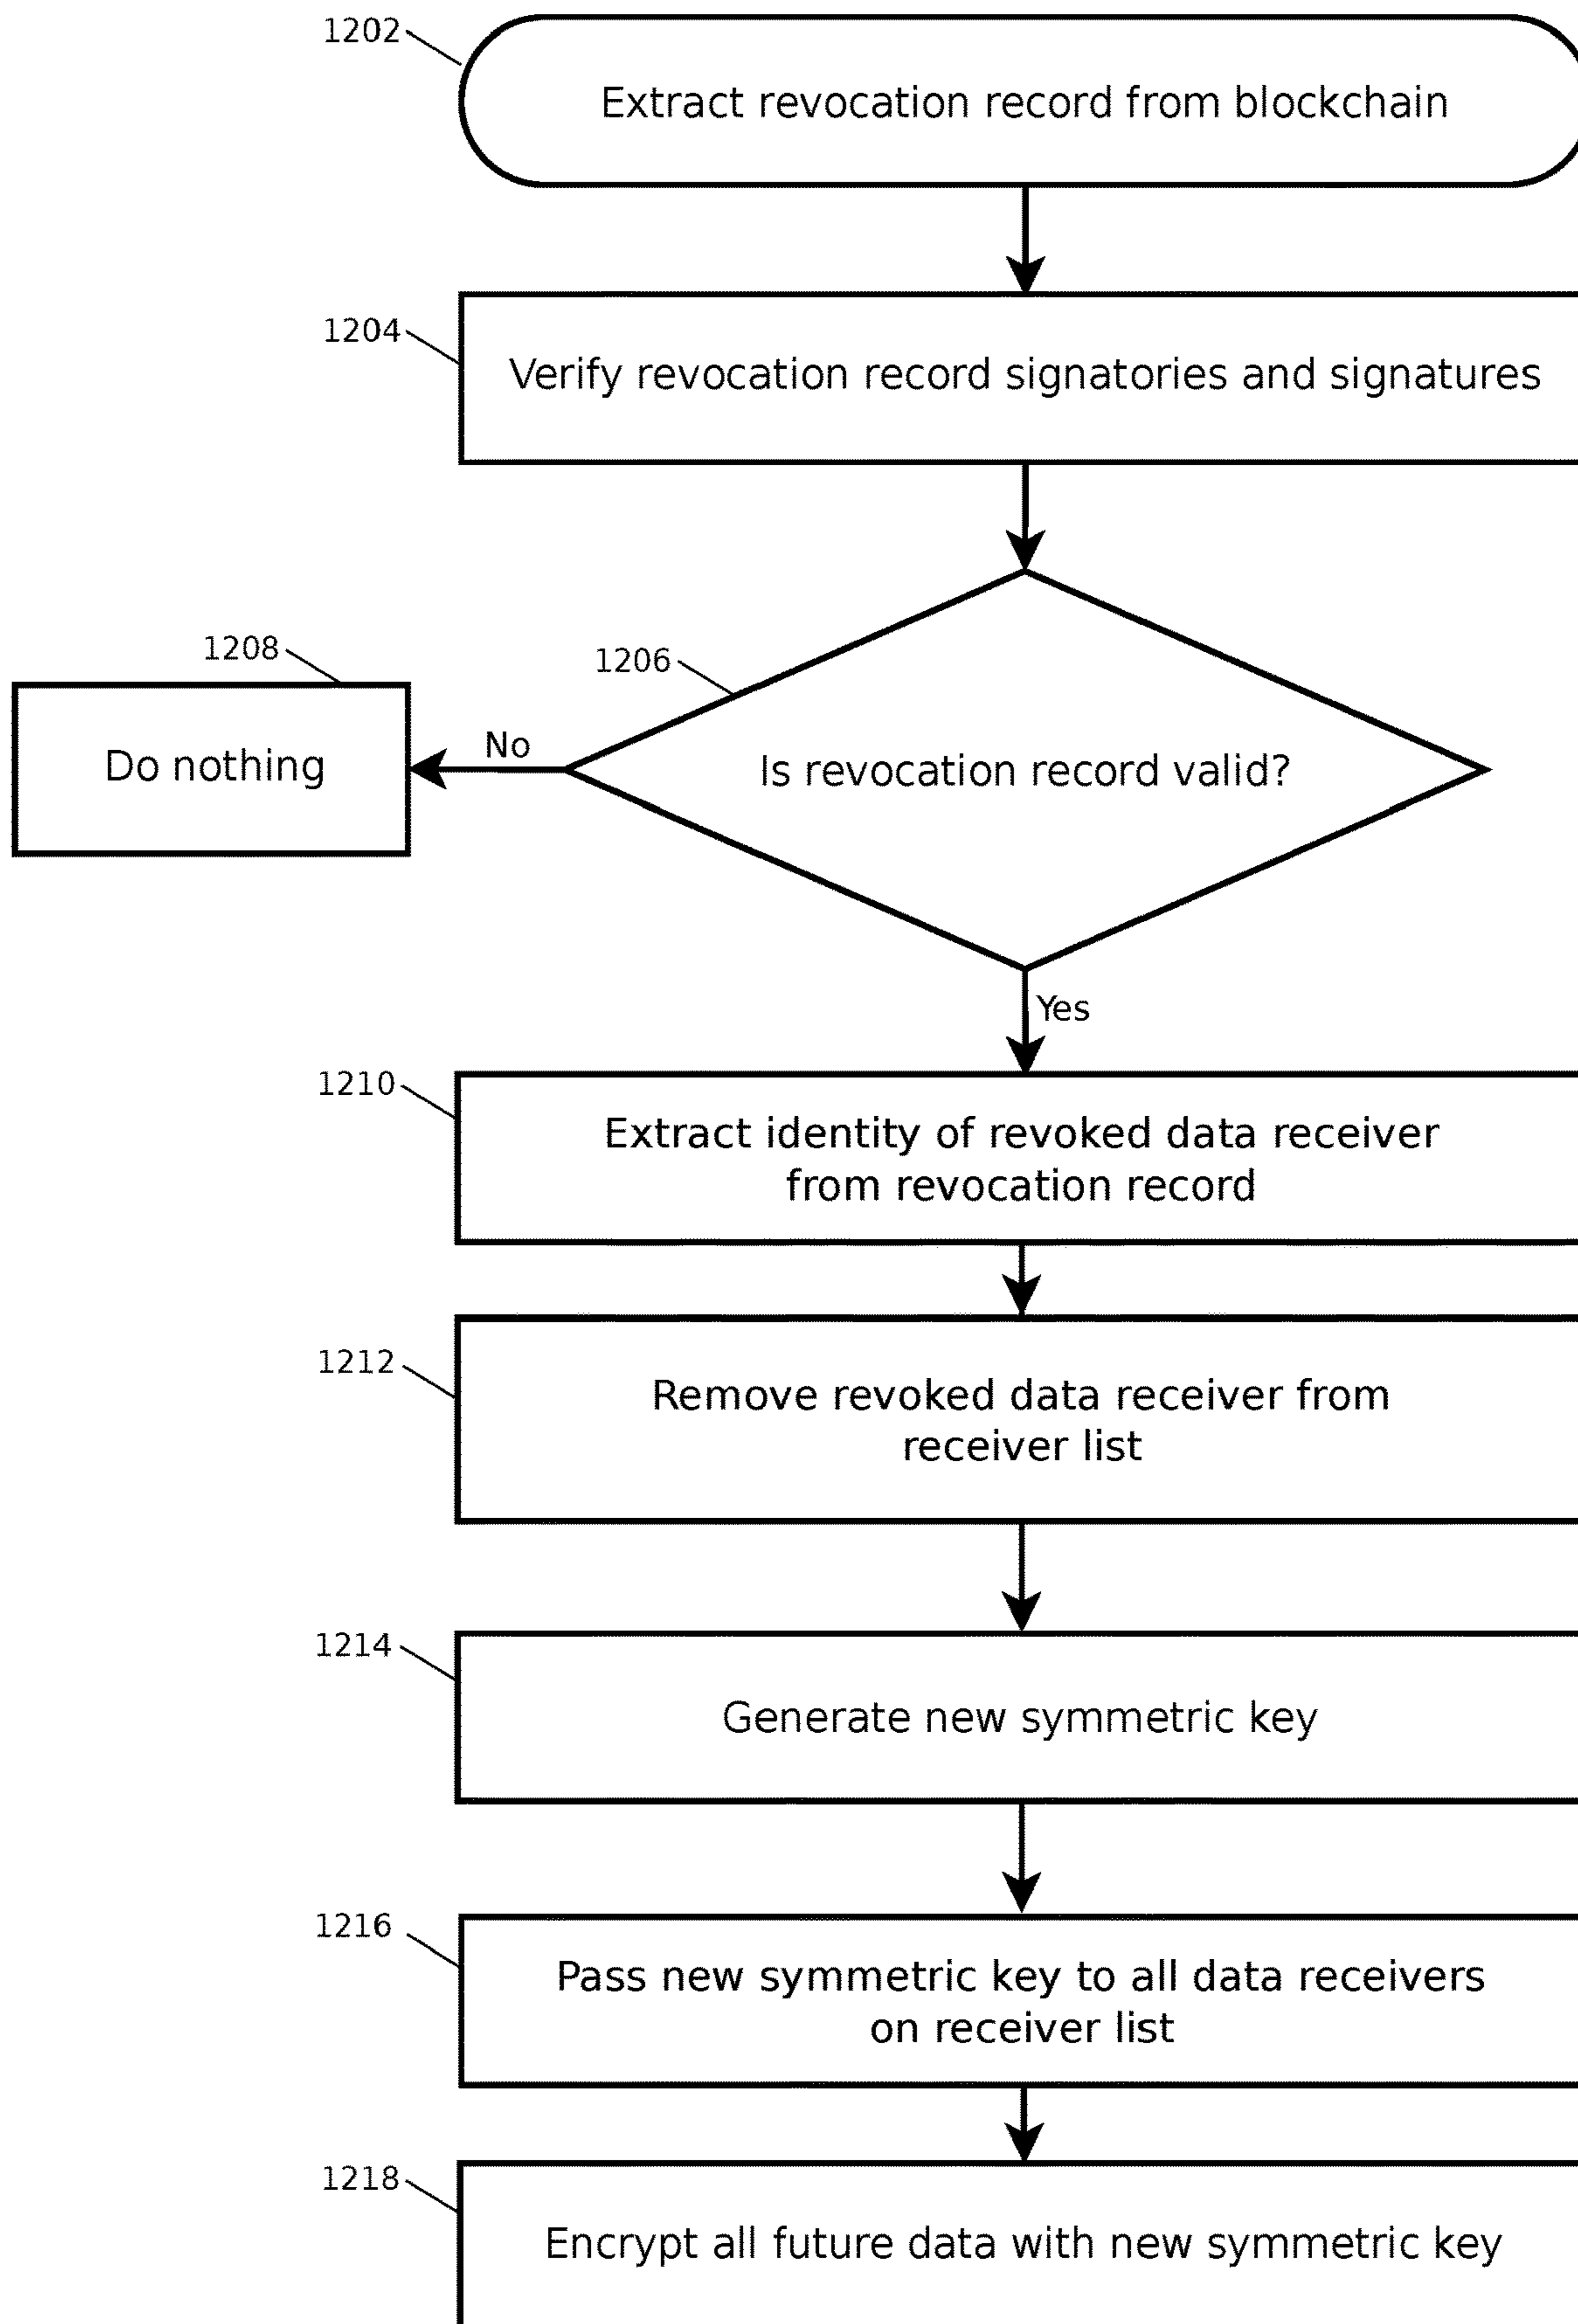 1202
Extract revocation record from blockchain
1204
Verify revocation record signatories and signatures
1208
1206
No
Do nothing
Is revocation record valid?
Yes
1210
Extract identity of revoked data receiver
from revocation record
1212
Remove revoked data receiver from
receiver list
1214
Generate new symmetric key
1216
Pass new symmetric key to all data receivers
on receiver list
1218
Encrypt all future data with new symmetric key